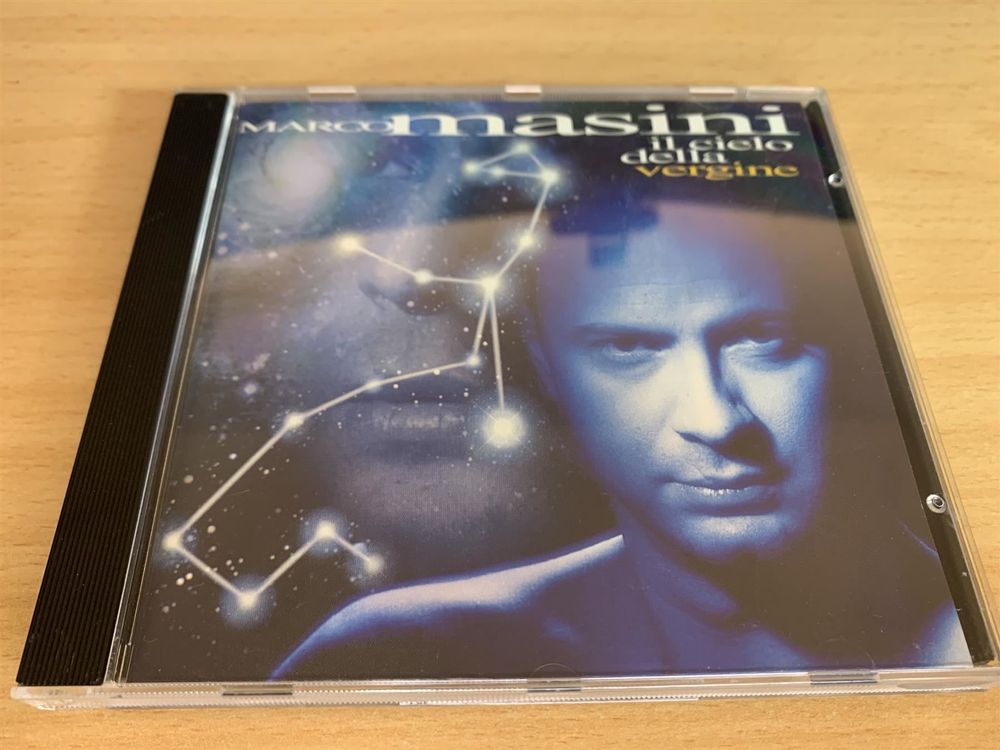 MARCO masini
il cielo
della
vergine